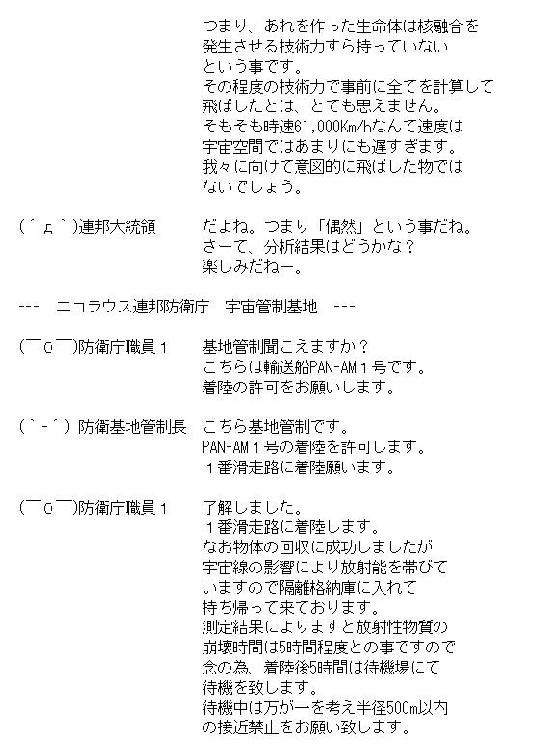 つまり、あれを作った生命体は核融合を
発生させる技術力すら持っていない
という事です。
その程度の技術力で事前に全てを計算して
飛ばしたとは、とても思えません。
そもそも時速61,000Km/hなんて速度は
宇宙空間ではあまりにも遅すぎます。
我々に向けて意図的に飛ばした物では
ないでしょう。
(´д｀)連邦大統領 だよね。つまり「偶然」という事だね。
さーて、分析結果はどうかな？
楽しみだねー。
--- ニコラウス連邦防衛庁 宇宙管制基地 ---
(￣Q￣)防衛庁職員１ 基地管制聞こえますか？
こちらは輸送船PAN-AM１号です。
着陸の許可をお願いします。
(｀-´) 防衛基地管制長 こちら基地管制です。
PAN-AM１号の着陸を許可します。
１番滑走路に着陸願います。
(￣Q￣)防衛庁職員１ 了解しました。
１番滑走路に着陸します。
なお物体の回収に成功しましたが
宇宙線の影響により放射能を帯びて
いますので隔離格納庫に入れて
持ち帰って来ております。
測定結果によりますと放射性物質の
崩壊時間は5時間程度との事ですので
念の為、着陸後5時間は待機場にて
待機を致します。
待機中は万が一を考え半径50Cm以内
の接近禁止をお願い致します。